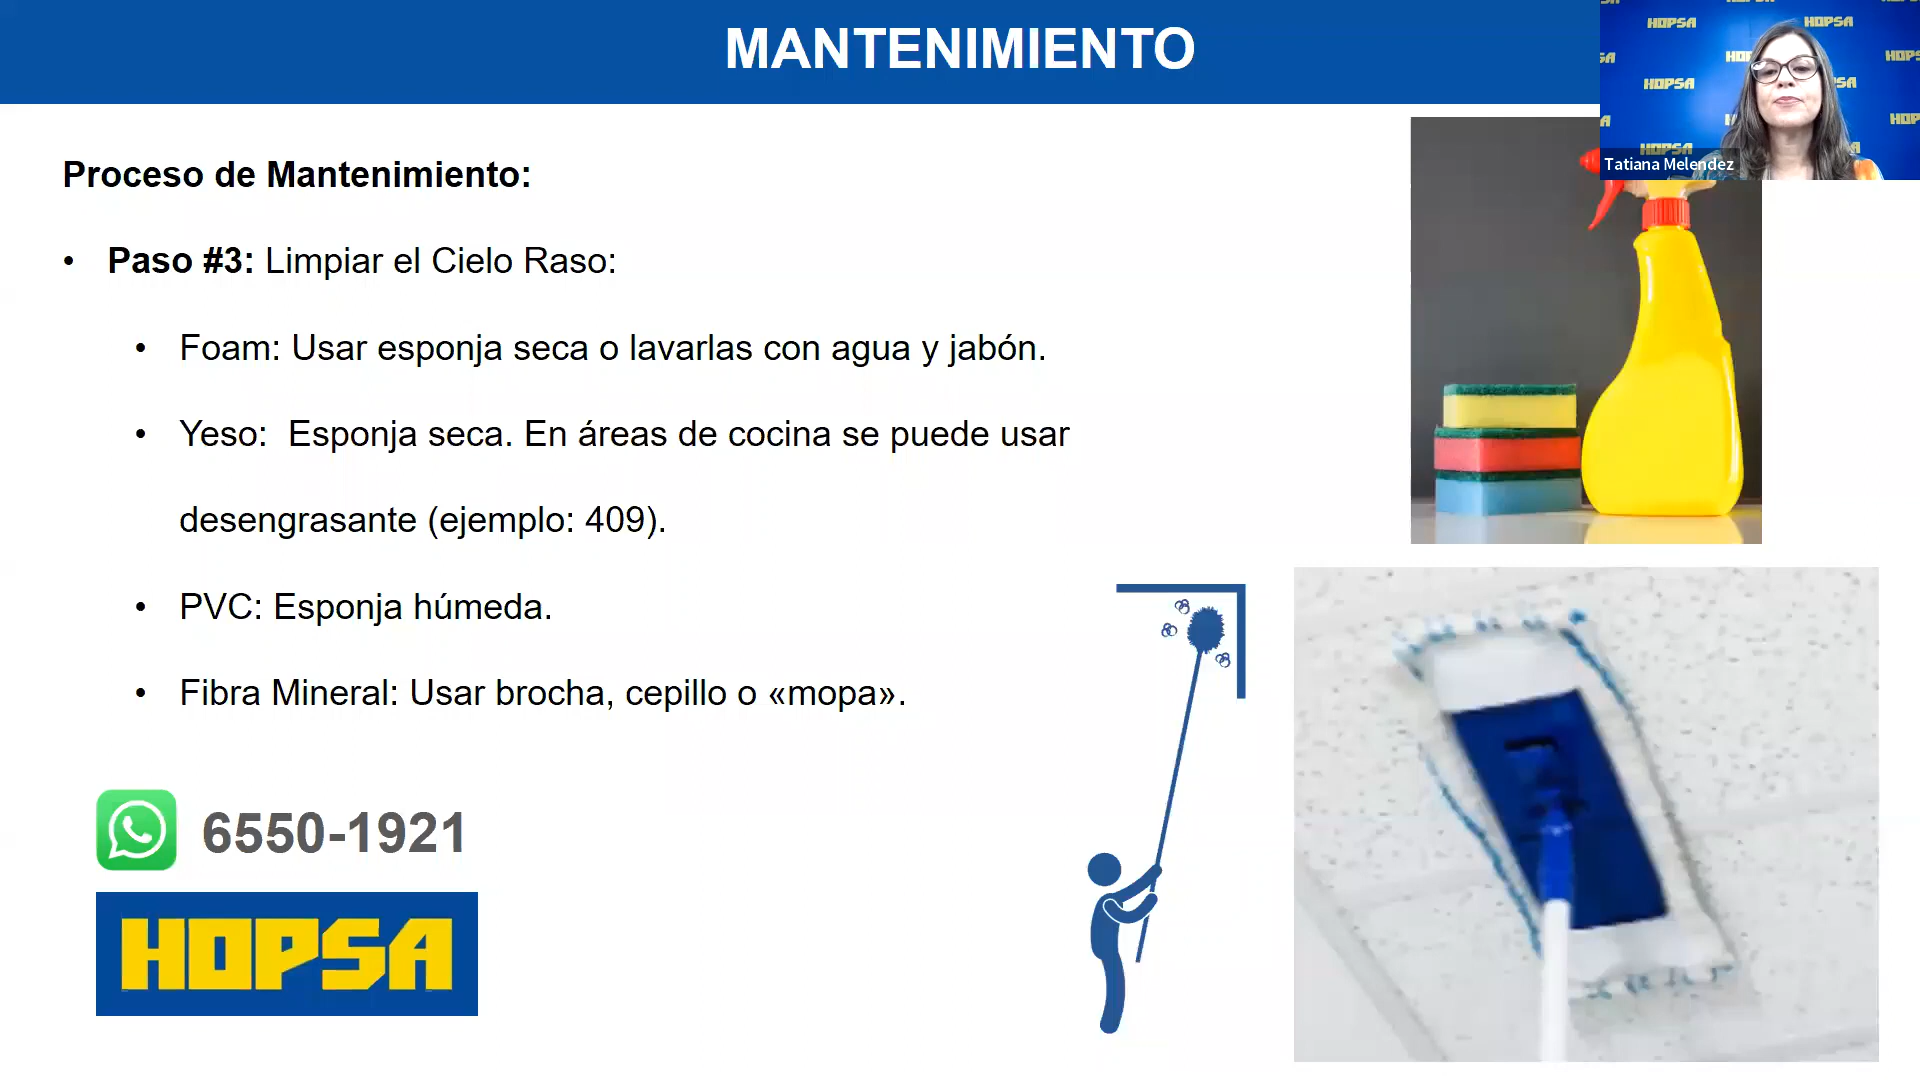 MANTENIMIENTO
HOPSA
HOPSA
HOPSA
HOPSA
HOPSA
Tatiana Melendez
Proceso de Mantenimiento:
• Paso #3: Limpiar el Cielo Raso:
• Foam: Usar esponja seca o lavarlas con agua y jabón.
• Yeso:  Esponja seca. En áreas de cocina se puede usar
desengrasante (ejemplo: 409).
• PVC: Esponja húmeda.
• Fibra Mineral: Usar brocha, cepillo o «mopa».
6550-1921
HOPSA